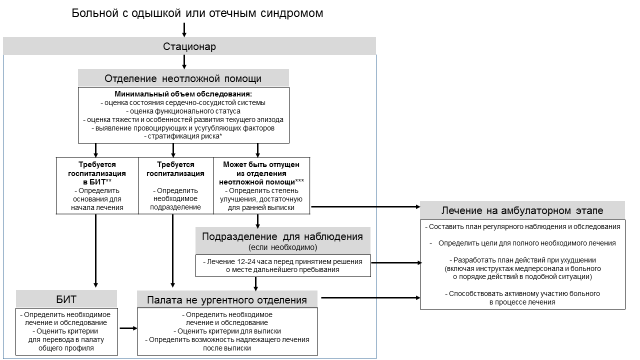 Больной с одышкой или отечным синдромом
Стационар
Отделение неотложной помощи
Минимальный объем обследования:
- оценка состояния сердечно-сосудистой системы
- оценка функционального статуса
- оценка тяжести и особенностей развития текущего эпизода
- выявление провоцирующих и усугубляющих факторов
- стратификация риска*
Требуется
госпитализация
в БИТ**
- Определить
основания для
начала лечения
Требуется
госпитализация
- Определить
необходимое
подразделение
Может быть отпущен
из отделения
неотложной помощи***
- Определить степень
улучшения, достаточную
для ранней выписки
Подразделение для наблюдения
(если необходимо)
- Лечение 12-24 часа перед принятием решения
о месте дальнейшего пребывания
Лечение на амбулаторном этапе
- Составить план регулярного наблюдения и обследования
- Определить цели для полного необходимого лечения
- Разработать план действий при ухудшении
(включая инструктаж медперсонала и больного
о порядке действий в подобной ситуации)
- Способствовать активному участию больного
в процессе лечения
БИТ
- Определить необходимое
лечение и обследование
- Оценить критерии
для перевода в палату
общего профиля
Палата не ургентного отделения
- Определить необходимое
лечение и обследование
- Оценить критерии для выписки
- Определить возможность надлежащего лечения
после выписки